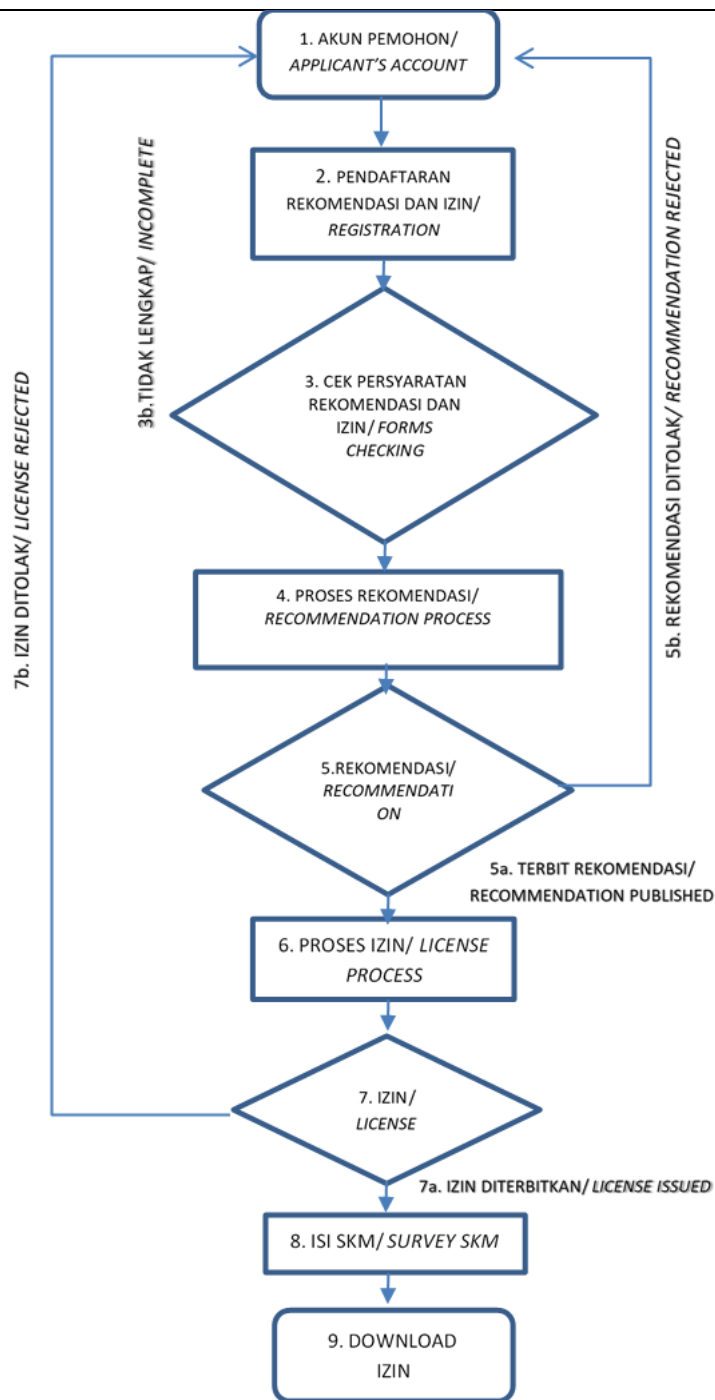 1. AKUN PEMOHON/
APPLICANT'S ACCOUNT
2. PENDAFTARAN
REKOMENDASI DAN IZIN/
REGISTRATION
3b.TIDAK LENGKAP/ INCOMPLETE
3. CEK PERSYARATAN
REKOMENDASI DAN
IZIN/ FORMS
CHECKING
7b. IZIN DITOLAK/ LICENSE REJECTED
5b. REKOMENDASI DITOLAK/ RECOMMENDATION REJECTED
4. PROSES REKOMENDASI/
RECOMMENDATION PROCESS
5.REKOMENDASI/
RECOMMENDATI
ON
5a. TERBIT REKOMENDASI/
RECOMMENDATION PUBLISHED
6. PROSES IZIN/ LICENSE
PROCESS
7. IZIN/
LICENSE
7a. IZIN DITERBITKAN/ LICENSE ISSUED
8. ISI SKM/ SURVEY SKM
9. DOWNLOAD
IZIN